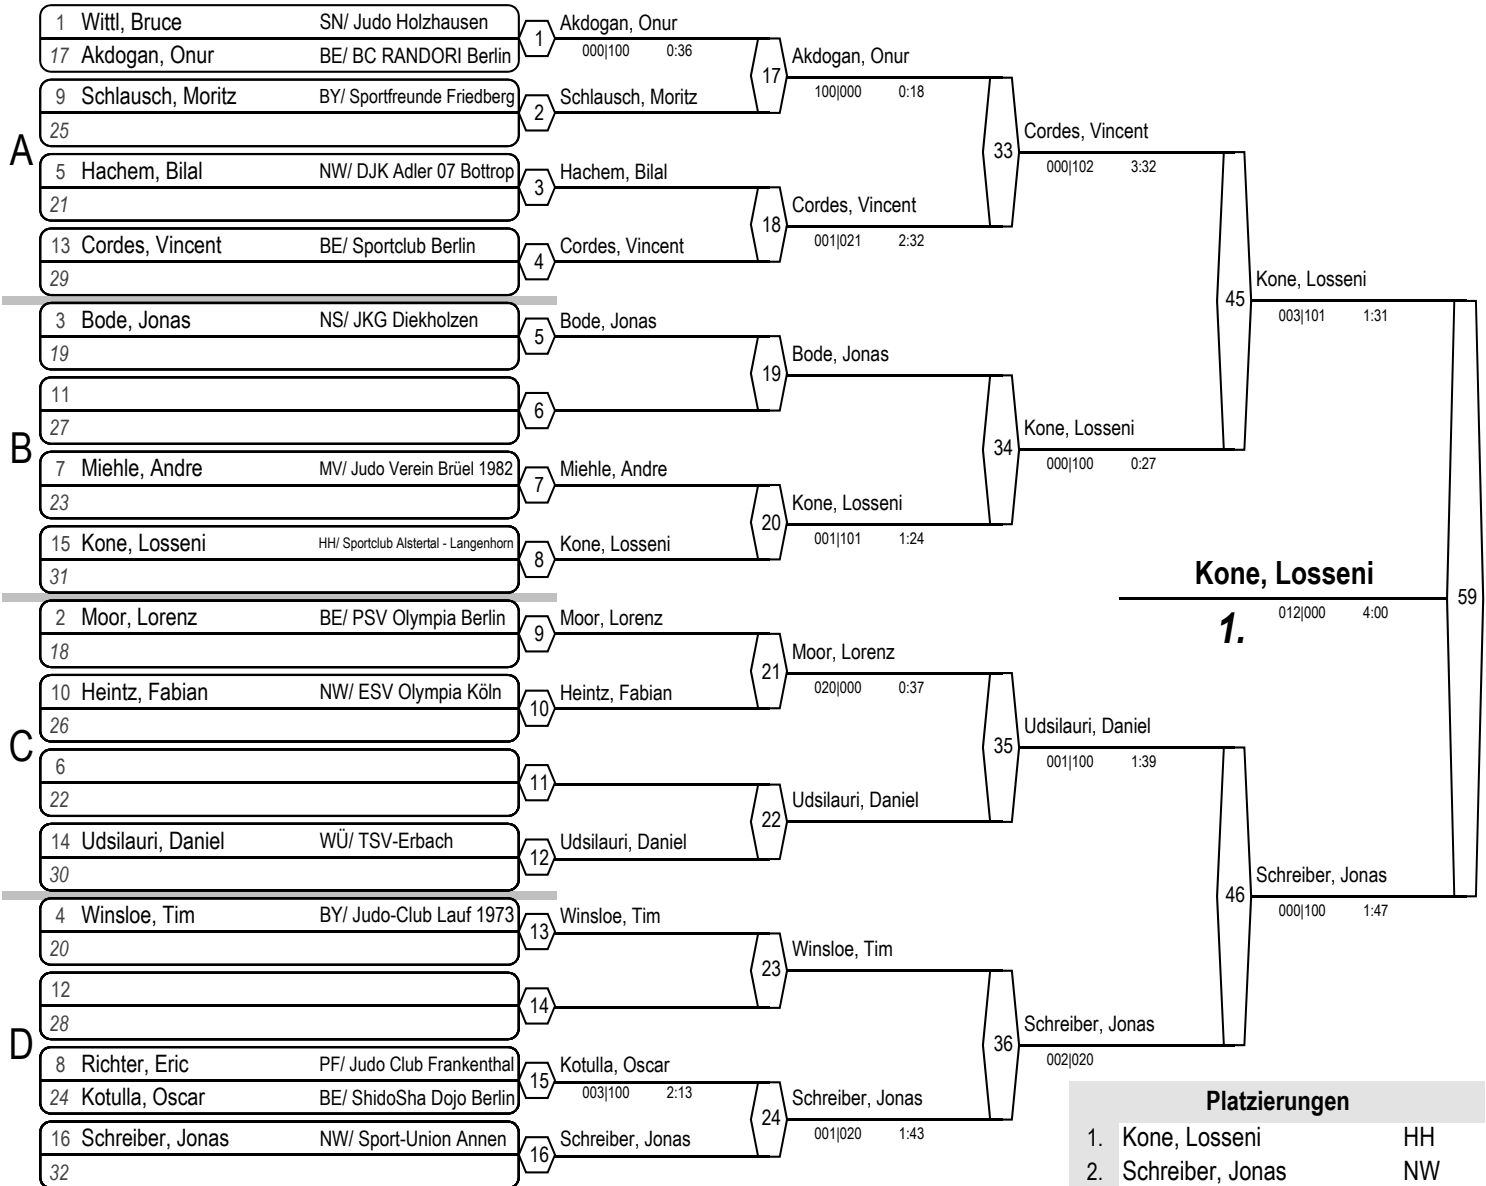 1 Wittl, Bruce SN/ Judo Holzhausen
17 Akdogan, Onur BE/ BC RANDORI Berlin
1
Akdogan, Onur
000|100 0:36
9 Schlausch, Moritz BY/ Sportfreunde Friedberg
25
2
Schlausch, Moritz
17
Akdogan, Onur
100|000 0:18
A
5 Hachem, Bilal NW/ DJK Adler 07 Bottrop
21
3
Hachem, Bilal
13 Cordes, Vincent BE/ Sportclub Berlin
29
4
Cordes, Vincent
18
Cordes, Vincent
001|021 2:32
33
Cordes, Vincent
000|102 3:32
3 Bode, Jonas NS/ JKG Diekholzen
19
5
Bode, Jonas
11
27
6
19
Bode, Jonas
B
7 Miehle, Andre MV/ Judo Verein Brüel 1982
23
7
Miehle, Andre
15 Kone, Losseni HH/ Sportclub Alstertal - Langenhorn
31
8
Kone, Losseni
20
Kone, Losseni
001|101 1:24
34
Kone, Losseni
000|100 0:27
45
Kone, Losseni
003|101 1:31
2 Moor, Lorenz BE/ PSV Olympia Berlin
18
9
Moor, Lorenz
10 Heintz, Fabian NW/ ESV Olympia Köln
26
10
Heintz, Fabian
21
Moor, Lorenz
020|000 0:37
C
6
22
11
14 Udsilauri, Daniel WÜ/ TSV-Erbach
30
12
Udsilauri, Daniel
22
Udsilauri, Daniel
35
Udsilauri, Daniel
001|100 1:39
4 Winsloe, Tim BY/ Judo-Club Lauf 1973
20
13
Winsloe, Tim
12
28
14
23
Winsloe, Tim
D
8 Richter, Eric PF/ Judo Club Frankenthal
24 Kotulla, Oscar BE/ ShidoSha Dojo Berlin
15
Kotulla, Oscar
003|100 2:13
16 Schreiber, Jonas NW/ Sport-Union Annen
32
16
Schreiber, Jonas
24
Schreiber, Jonas
001|020 1:43
36
Schreiber, Jonas
002|020
46
Schreiber, Jonas
000|100 1:47
59
Kone, Losseni
1.
012|000 4:00
Platzierungen
1. Kone, Losseni HH
2. Schreiber, Jonas NW